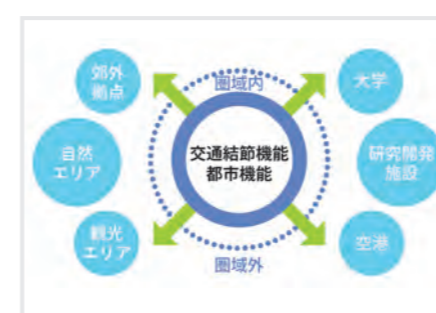 郊外
拠点
圏域内
大学
自然
エリア
交通結節機能
都市機能
研究開発
施設
観光
エリア
圏域外
空港